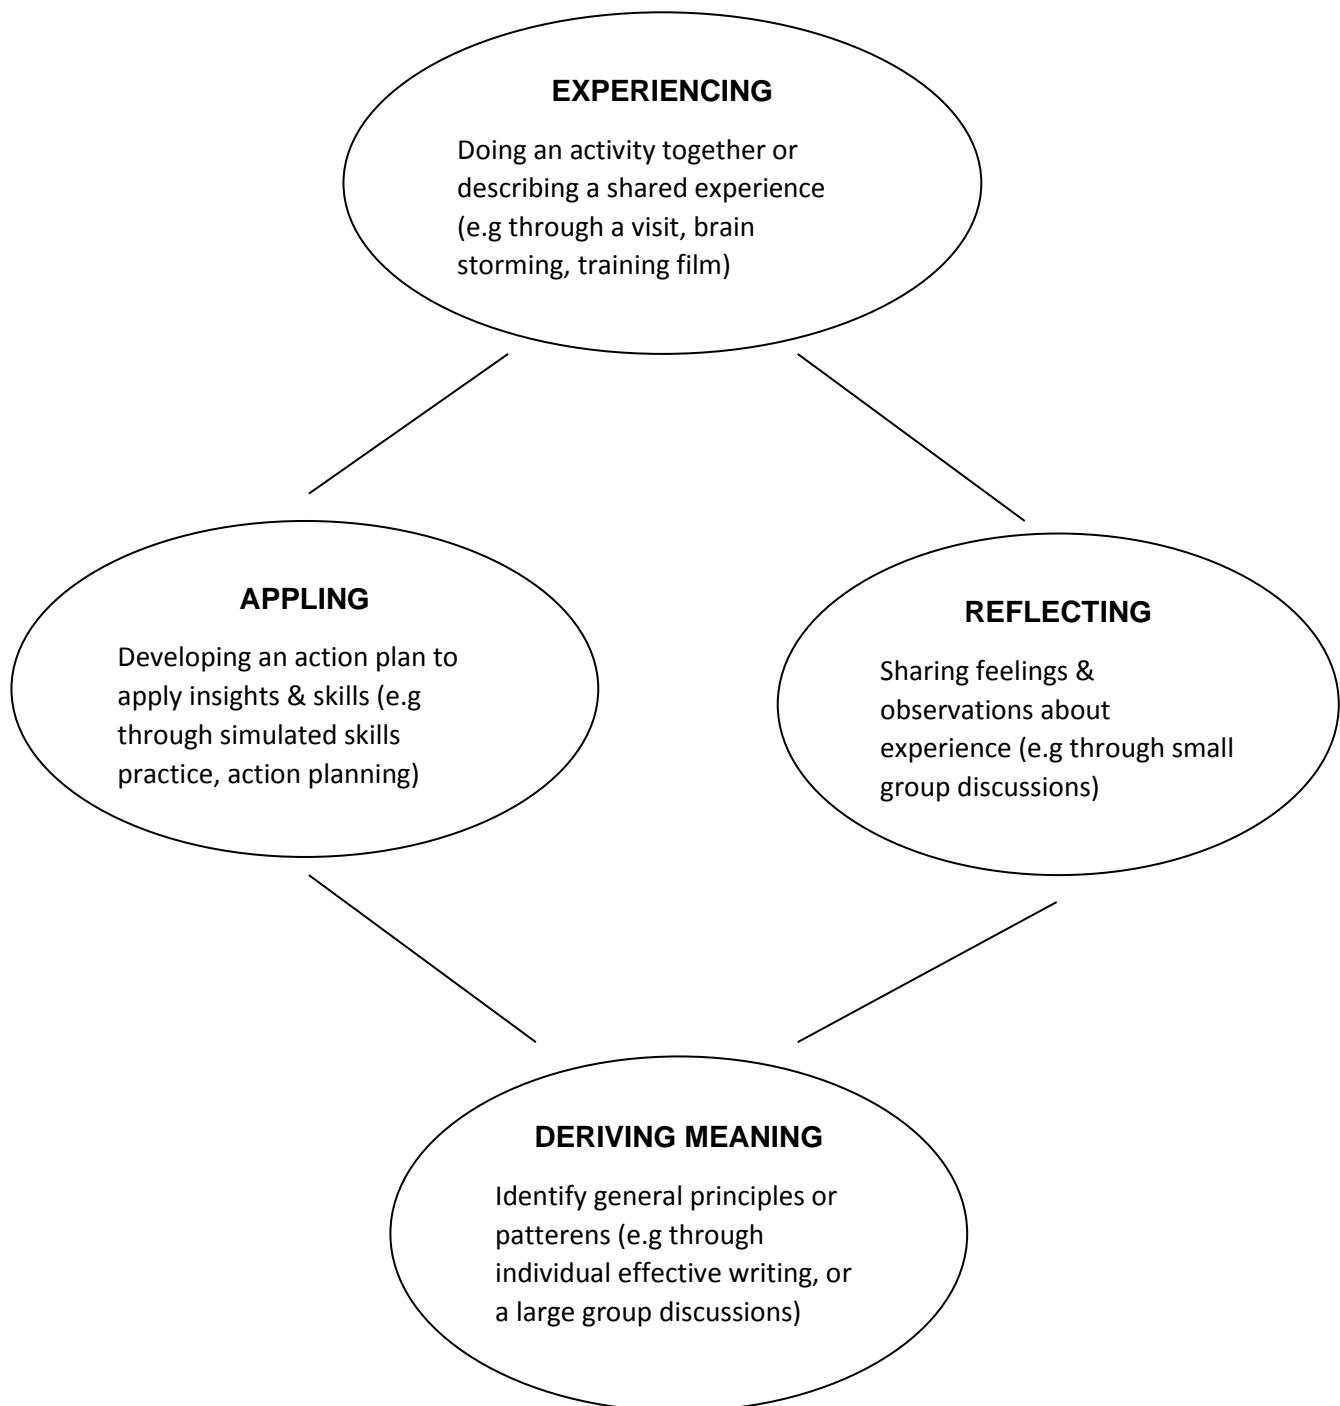 EXPERIENCING
Doing an activity together or
describing a shared experience
(e.g through a visit, brain
storming, training film)
APPLING
Developing an action plan to
apply insights & skills (e.g
through simulated skills
practice, action planning)
REFLECTING
Sharing feelings &
observations about
experience (e.g through small
group discussions)
DERIVING MEANING
Identify general principles or
patterens (e.g through
individual effective writing, or
a large group discussions)